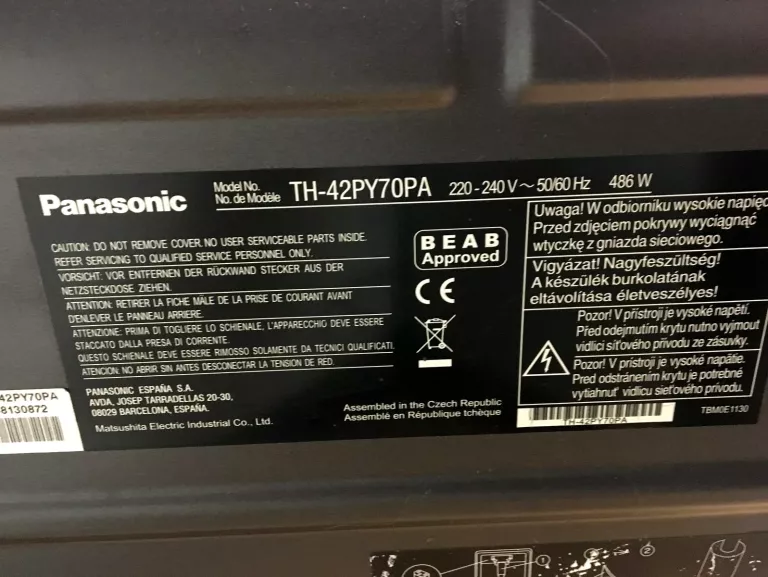 Panasonic
Model No.
No. de Modèle
TH-42PY70PA 220-240V~50/60 Hz 486 W
CAUTION: DO NOT REMOVE COVER. NO USER SERVICEABLE PARTS INSIDE.
REFER SERVICING TO QUALIFIED SERVICE PERSONNEL ONLY.
VORSICHT: VOR ENTFERNEN DER RÜCKWAND STECKER AUS DER
NETZSTECKDOSE ZIEHEN.
ATTENTION: RETIRER LA FICHE MÂLE DE LA PRISE DE COURANT AVANT
D'ENLEVER LE PANNEAU ARRIERE.
ATTENZIONE: PRIMA DI TOGLIERE LO SCHIENALE, L'APPARECCHIO DEVE ESSERE
STACCATO DALLA PRESA DI CORRENTE.
QUESTO SCHIENALE DEVE ESSERE RIMOSSO SOLAMENTE DA TECNICI QUALIFICATI.
ATENCION: NO ABRIR SIN ANTES DESCONECTAR LA TENSION DE RED.
PANASONIC ESPAÑA S.A.
AVDA, JOSEP TARRADELLAS 20-30,
08029 BARCELONA, ESPAÑA.
Matsushita Electric Industrial Co., Ltd.
BEAB
Approved
CE
Assembled in the Czech Republic
Assemblé en République tchèque
Uwaga! W odbiorniku wysokie napięc
Przed zdjęciem pokrywy wyciągnąć
wtyczkę z gniazda sieciowego.
Vigyázat! Nagyfeszültség!
A készülék burkolatának
eltávolítása életveszélyes!
Pozor! V přístroji je vysoké napětí.
Před odejmutím krytu nutno vyjmout
vidlici síťového přívodu ze zásuvky.
Pozor! V prístroji je vysoké napätie.
Pred odstránením krytu je potrebné
vytiahnuť vidlicu sieťového prívodu.
TH-42PY70PA
TBM0E1130
42PY70PA
8130872
1
2